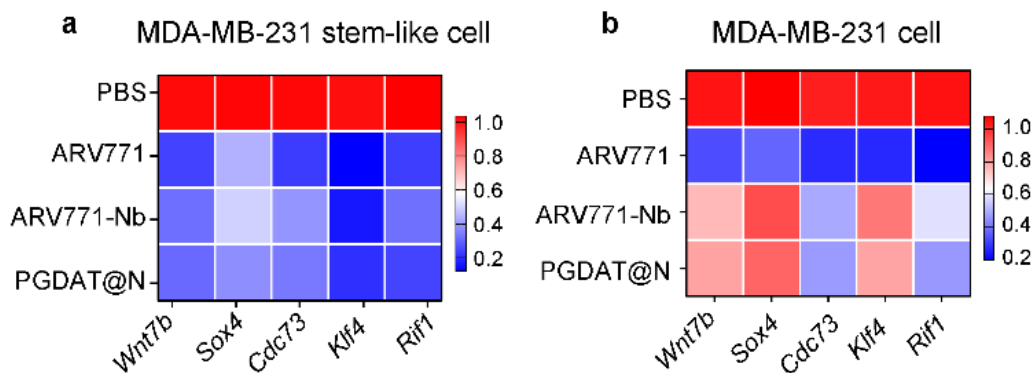 a MDA-MB-231 stem-like cell
PBS
ARV771
ARV771-Nb
PGDAT@N
Wnt7b Sox4 Cdc73 Klf4 Rif1
1.0
0.8
0.6
0.4
0.2
b MDA-MB-231 cell
PBS
ARV771
ARV771-Nb
PGDAT@N
Wnt7b Sox4 Cdc73 Klf4 Rif1
1.0
0.8
0.6
0.4
0.2